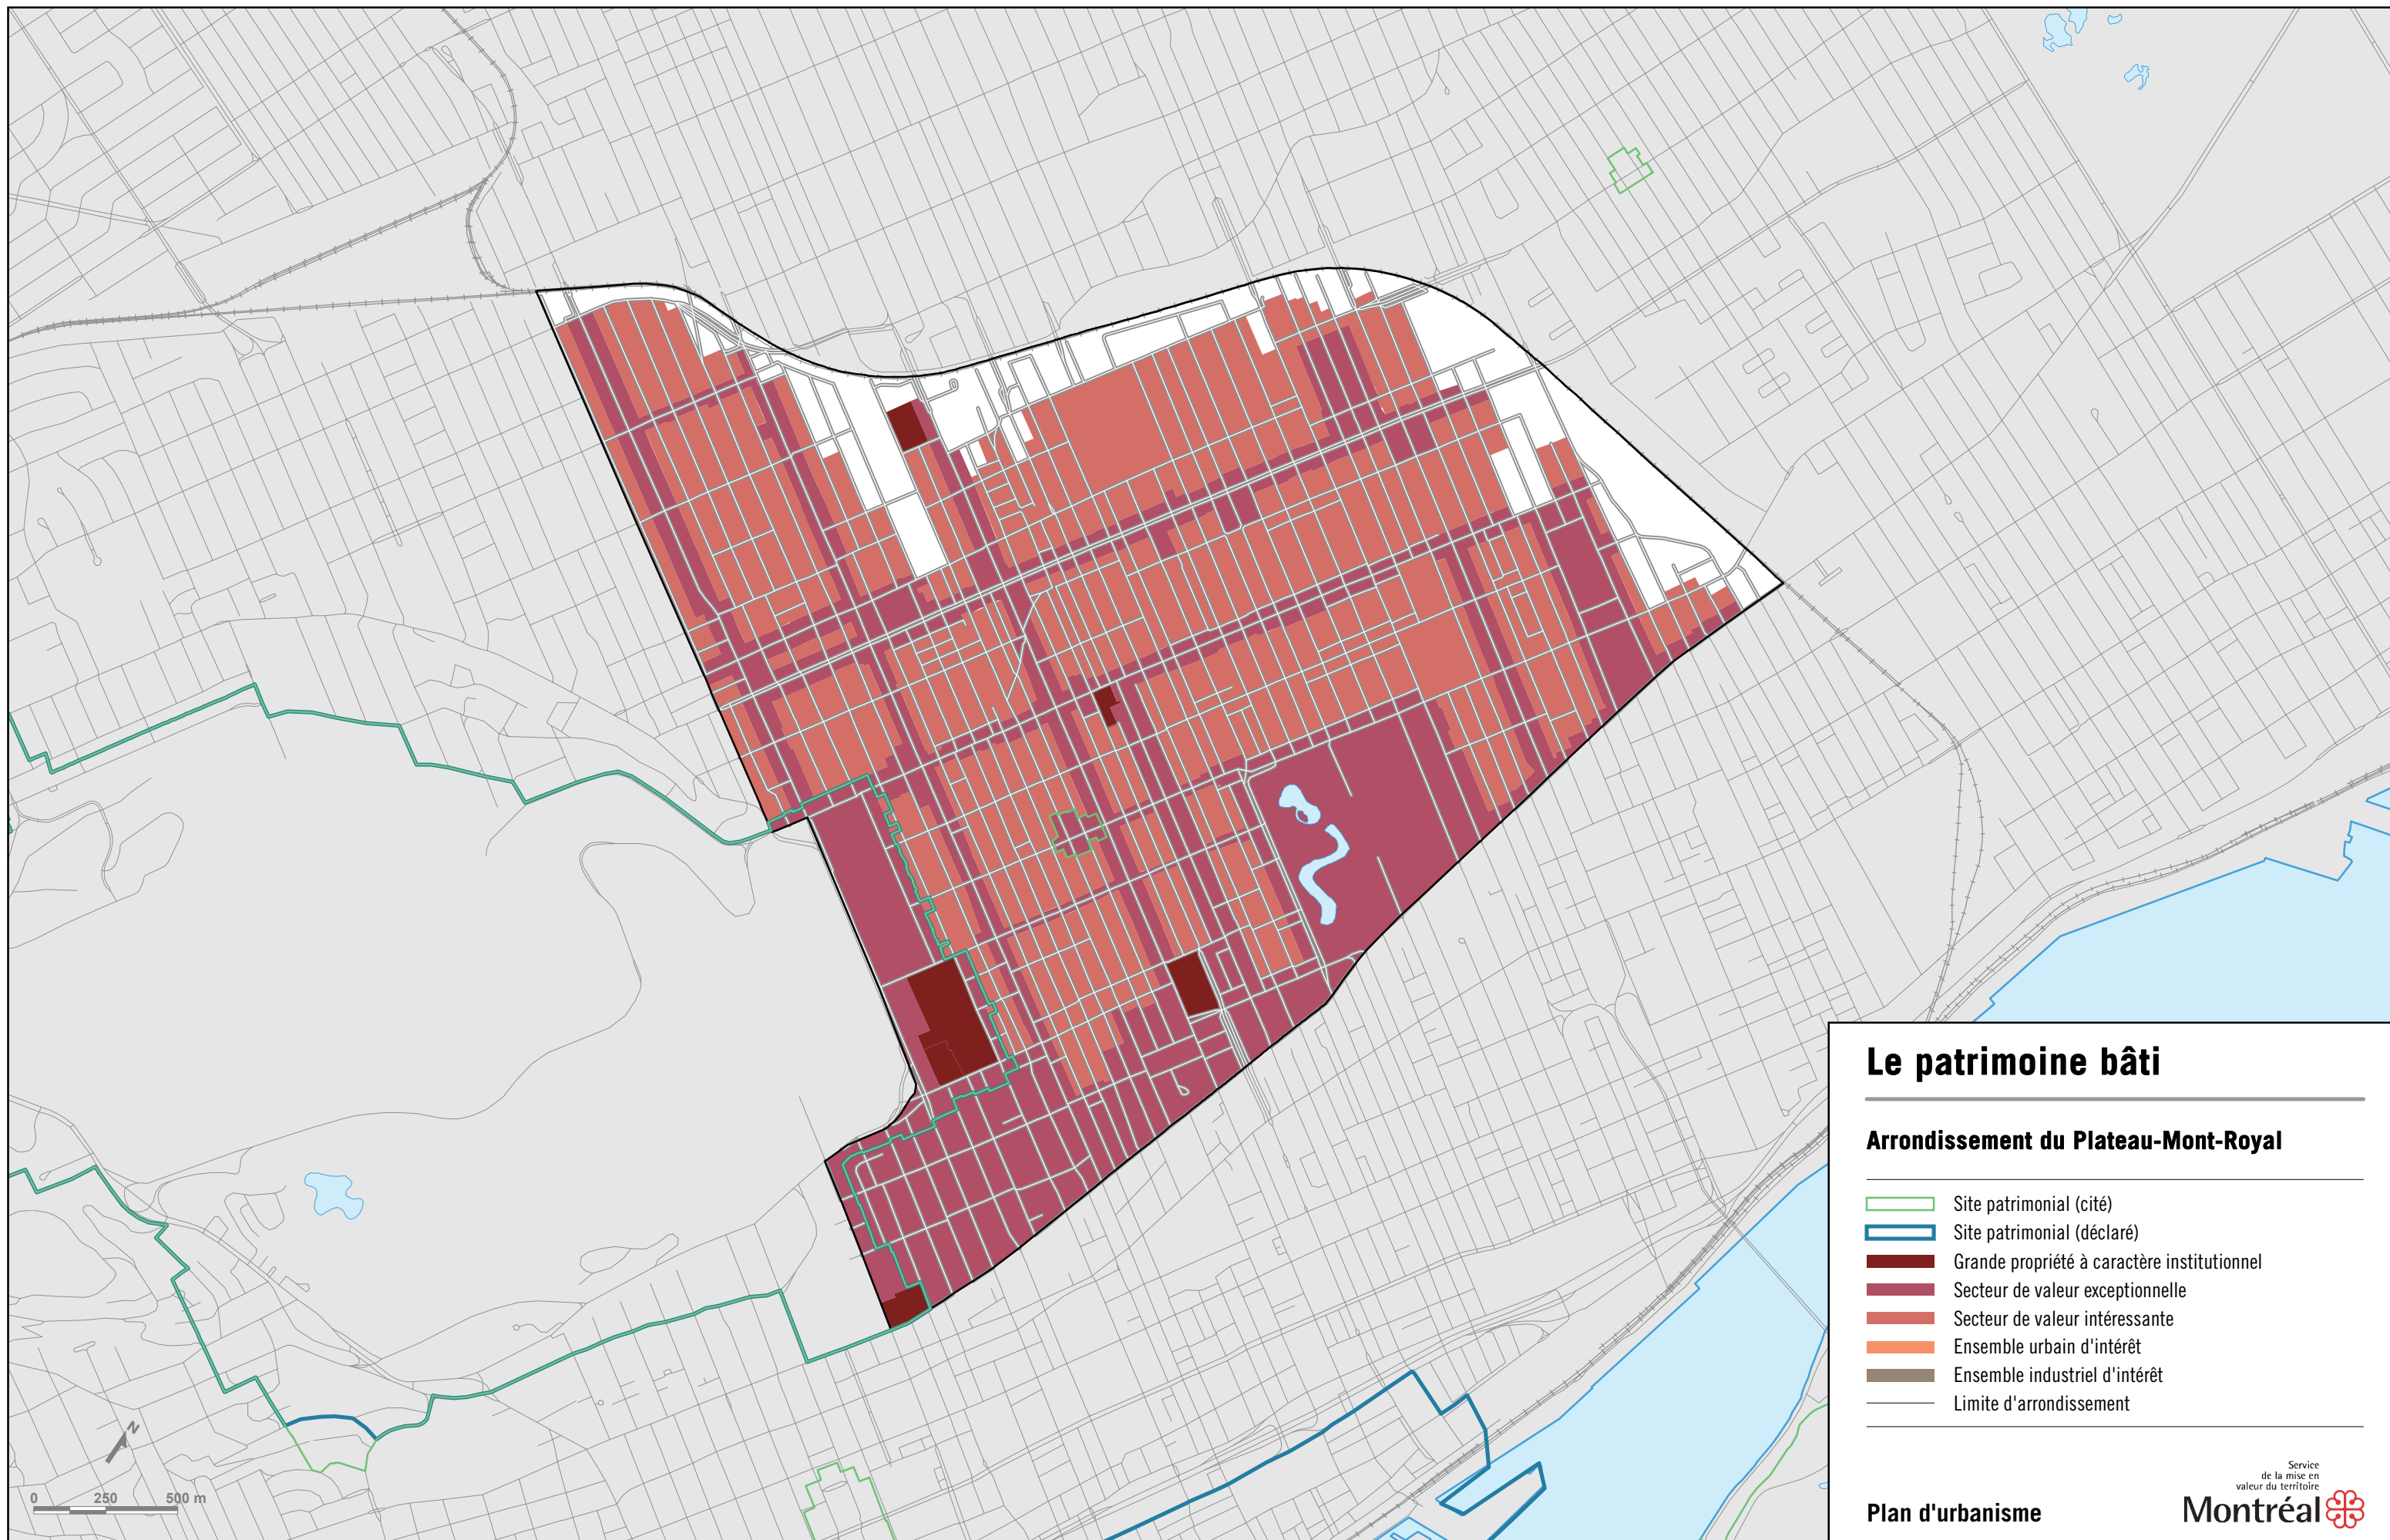 Le patrimoine bâti
Arrondissement du Plateau-Mont-Royal
Site patrimonial (cité)
Site patrimonial (déclaré)
Grande propriété à caractère institutionnel
Secteur de valeur exceptionnelle
Secteur de valeur intéressante
Ensemble urbain d'intérêt
Ensemble industriel d'intérêt
Limite d'arrondissement
N
0 250 500 m
Service
de la mise en
valeur du territoire
Plan d'urbanisme
Montréal